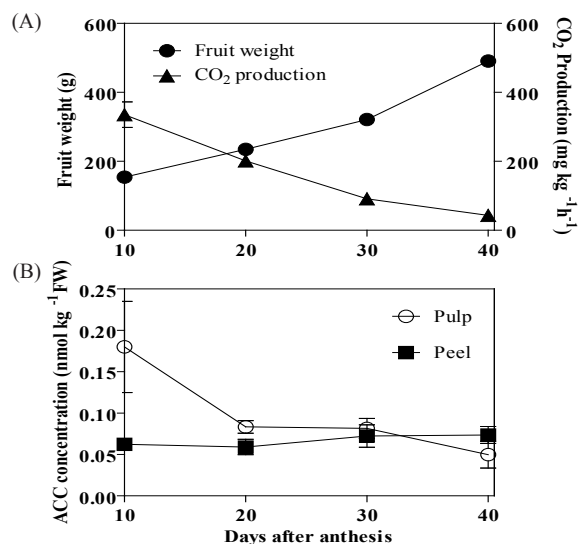 (A)
600
400
200
0
Fruit weight (g)
Fruit weight
CO2 production
600
400
200
0
CO2 Production (mg kg -1h-1)
10 20 30 40
(B)
0.25
0.20
0.15
0.10
0.05
0.00
ACC concentration (nmol kg -1FW)
Pulp
Peel
10 20 30 40
Days after anthesis